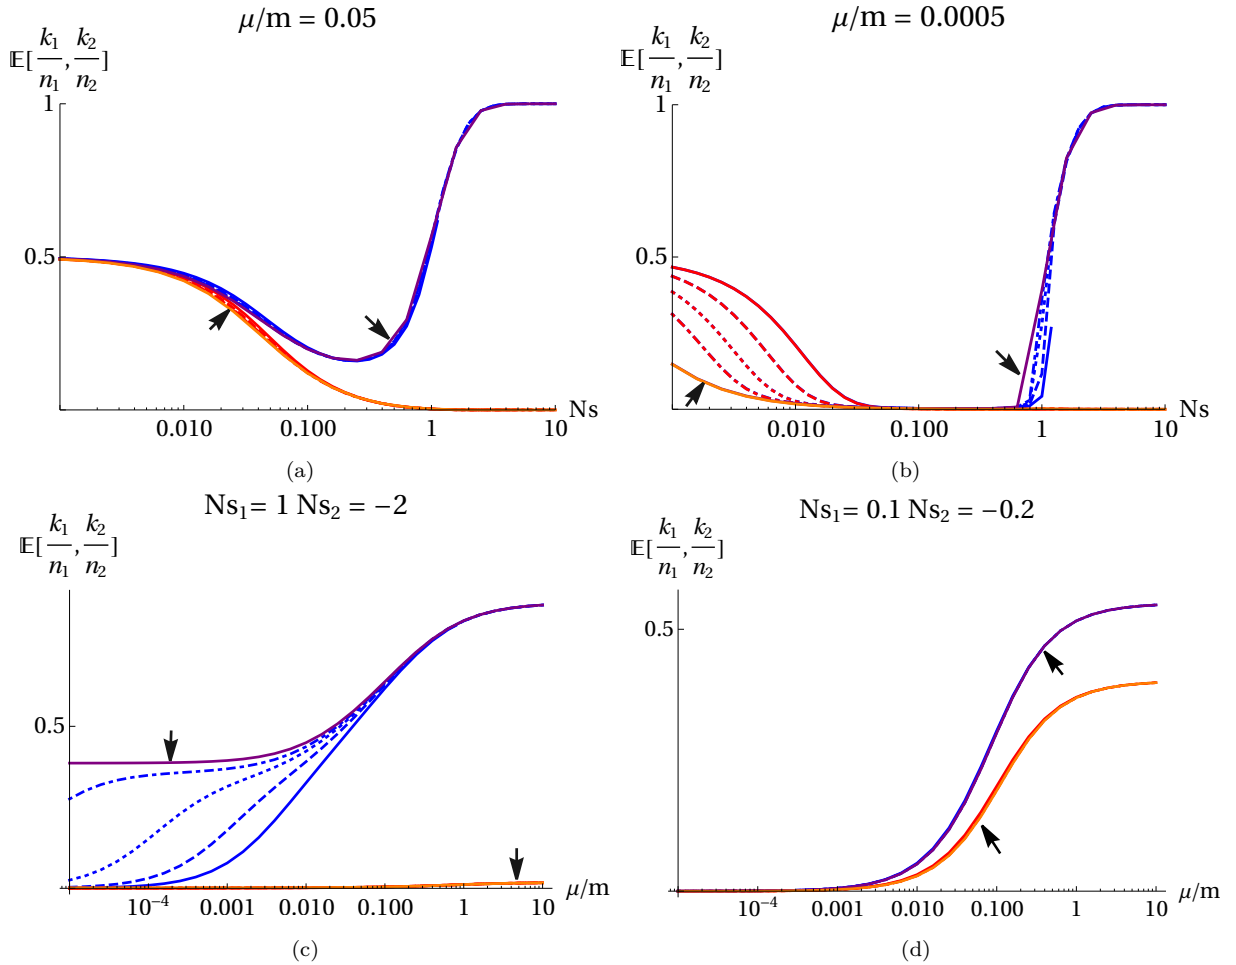 μ/m = 0.05
𝔼[k₁/n₁, k₂/n₂]
1
0.5
0.010 0.100 1 10
Ns
(a)
μ/m = 0.0005
𝔼[k₁/n₁, k₂/n₂]
1
0.5
0.010 0.100 1 10
Ns
(b)
Ns₁= 1 Ns₂ = −2
𝔼[k₁/n₁, k₂/n₂]
0.5
10⁻⁴ 0.001 0.010 0.100 1 10
μ/m
(c)
Ns₁= 0.1 Ns₂ = −0.2
𝔼[k₁/n₁, k₂/n₂]
0.5
10⁻⁴ 0.001 0.010 0.100 1 10
μ/m
(d)